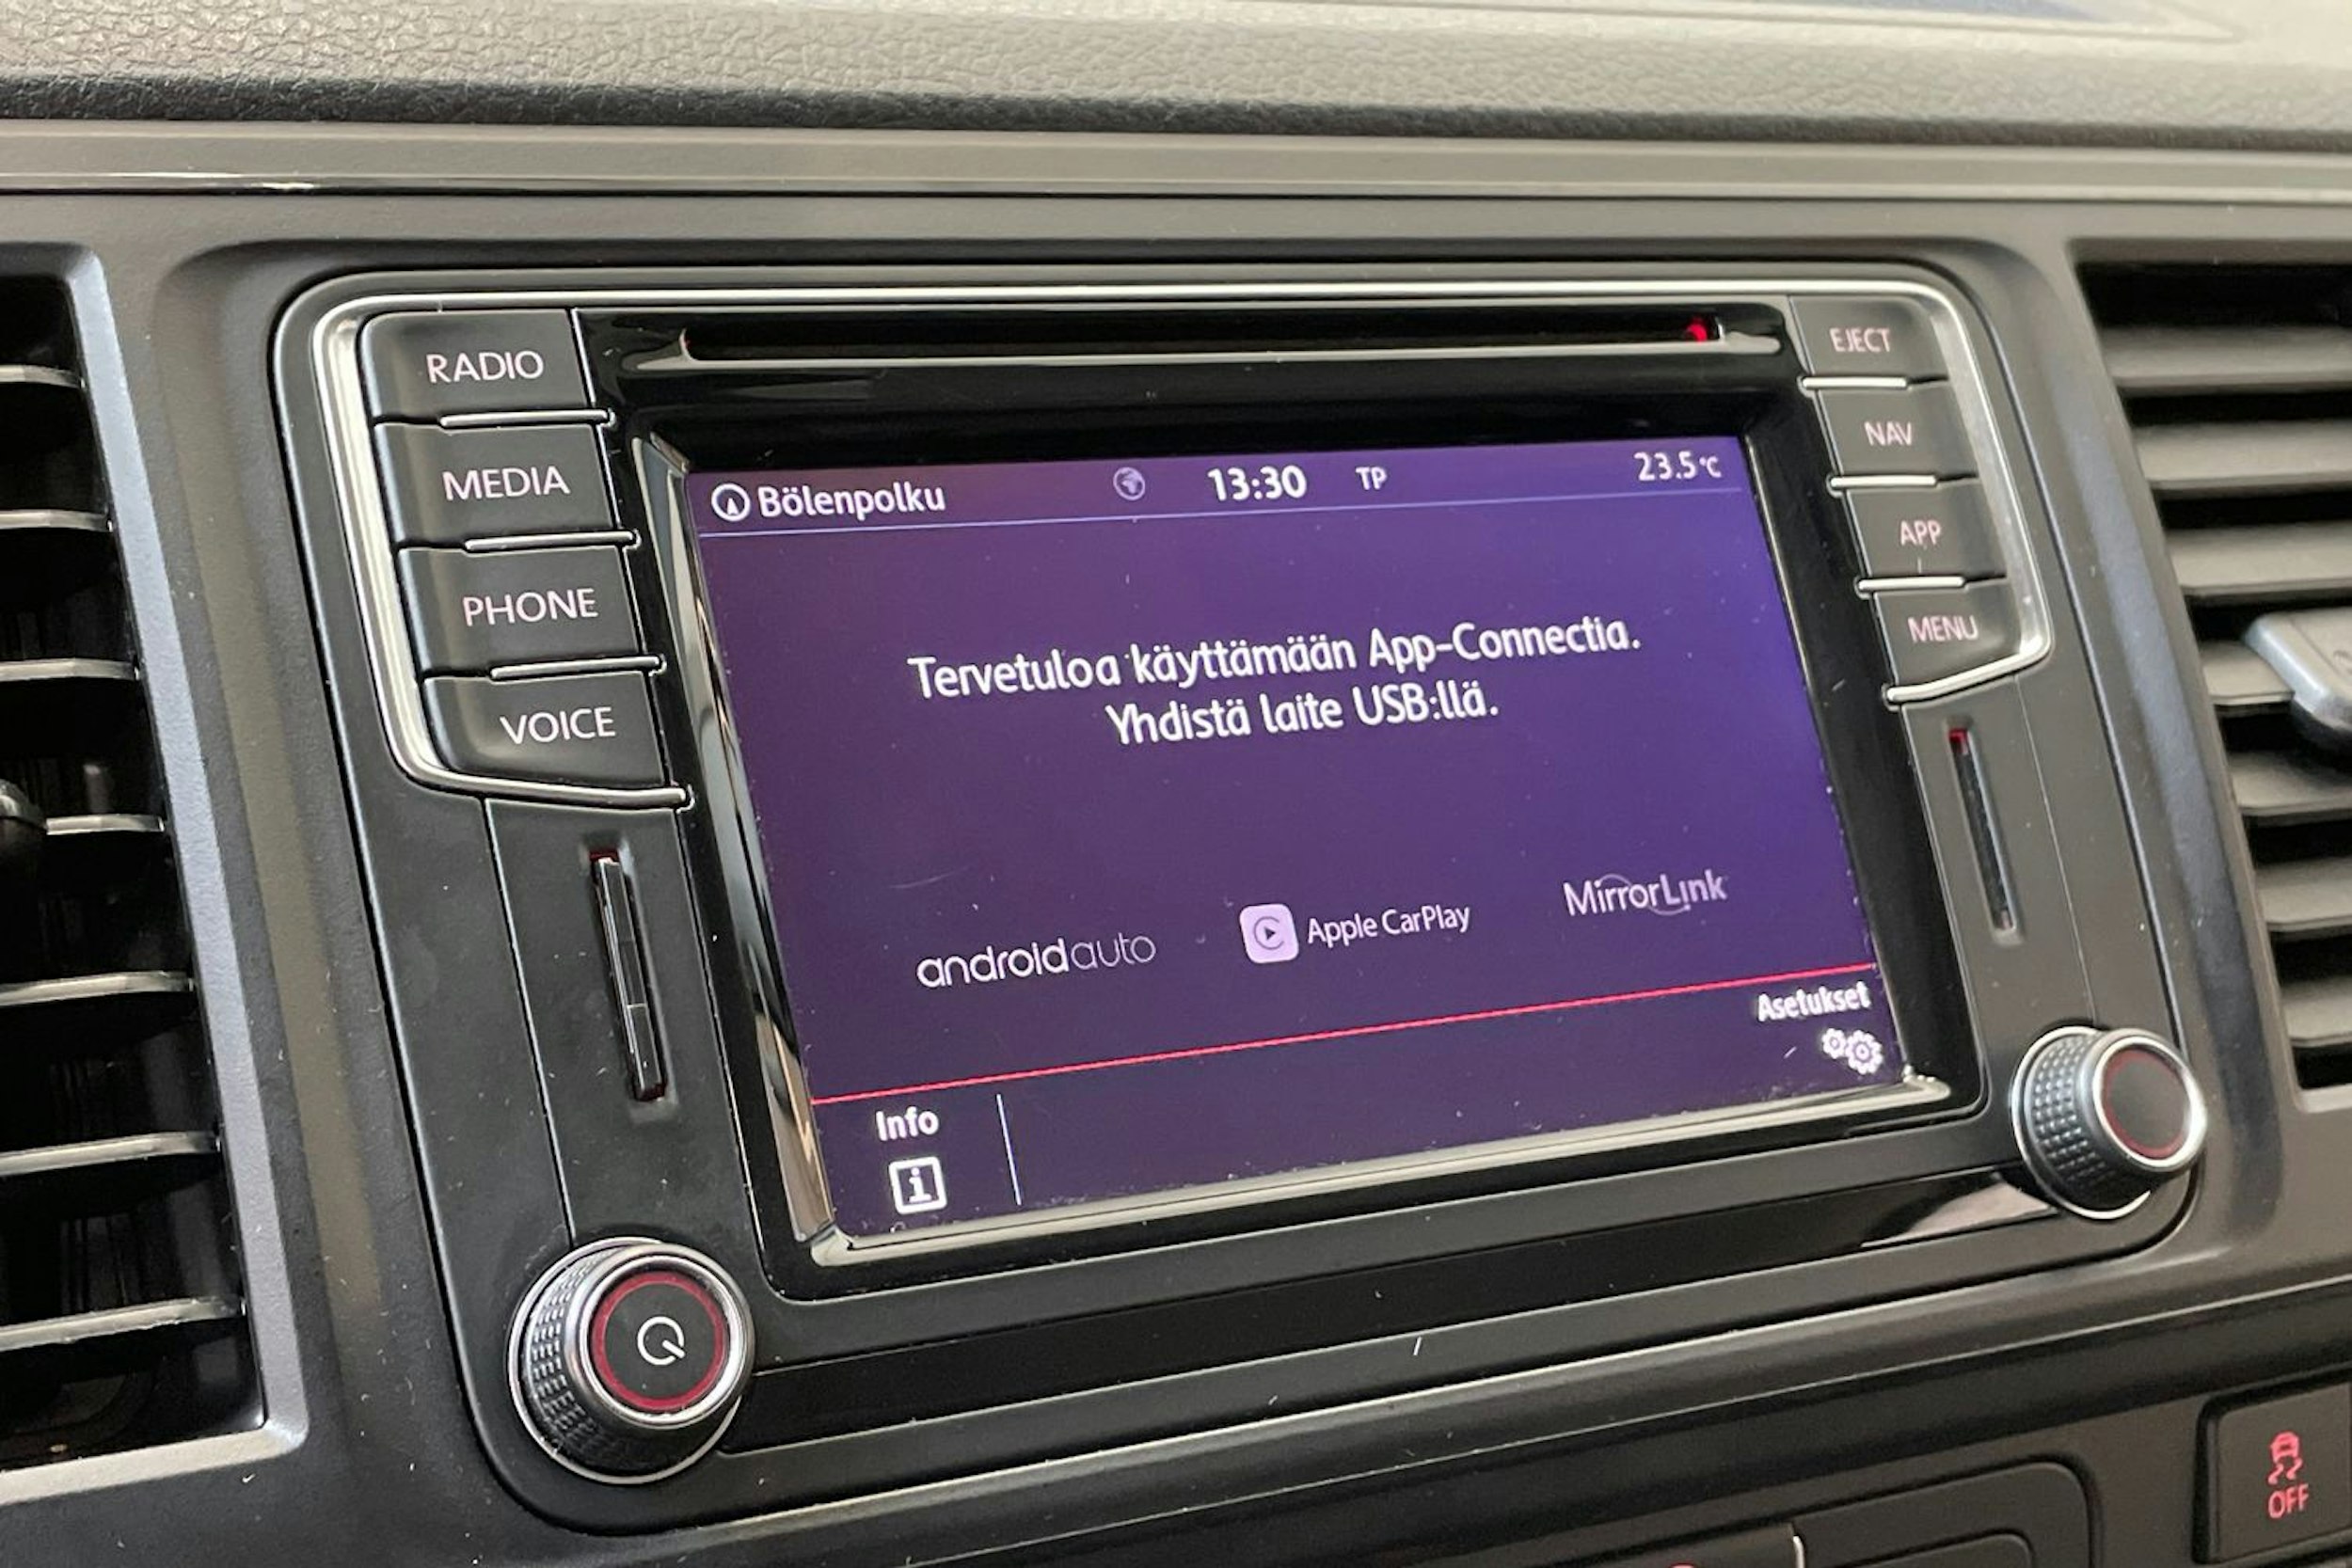 RADIO
MEDIA
PHONE
VOICE
EJECT
NAV
APP
MENU
Bölenpolku 13:30 TP 23.5°C
Tervetuloa käyttämään App-Connectia.
Yhdistä laite USB:llä.
androidauto Apple CarPlay MirrorLink
Asetukset
Info
i
OFF